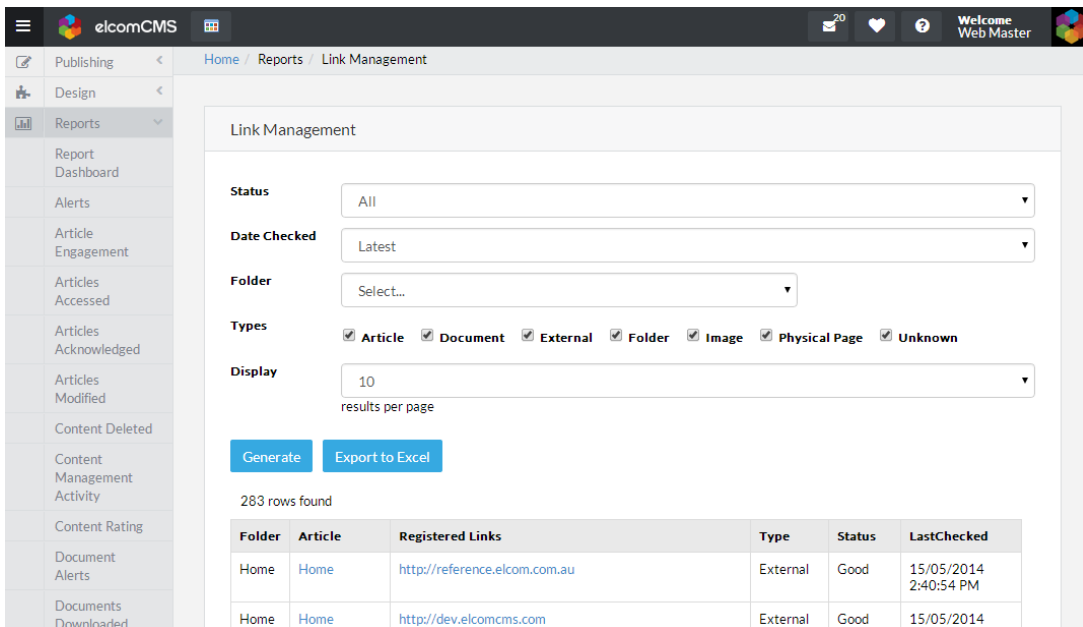 elcomCMS
20
Welcome
Web Master
Publishing
Design
Reports
Report
Dashboard
Alerts
Article
Engagement
Articles
Accessed
Articles
Acknowledged
Articles
Modified
Content Deleted
Content
Management
Activity
Content Rating
Document
Alerts
Documents
Downloaded
Home / Reports / Link Management
Link Management
Status
All
Date Checked
Latest
Folder
Select...
Types
Article Document External Folder Image Physical Page Unknown
Display
10
results per page
Generate Export to Excel
283 rows found
Folder Article Registered Links Type Status LastChecked
Home Home http://reference.elcom.com.au External Good 15/05/2014
2:40:54 PM
Home Home http://dev.elcomcms.com External Good 15/05/2014